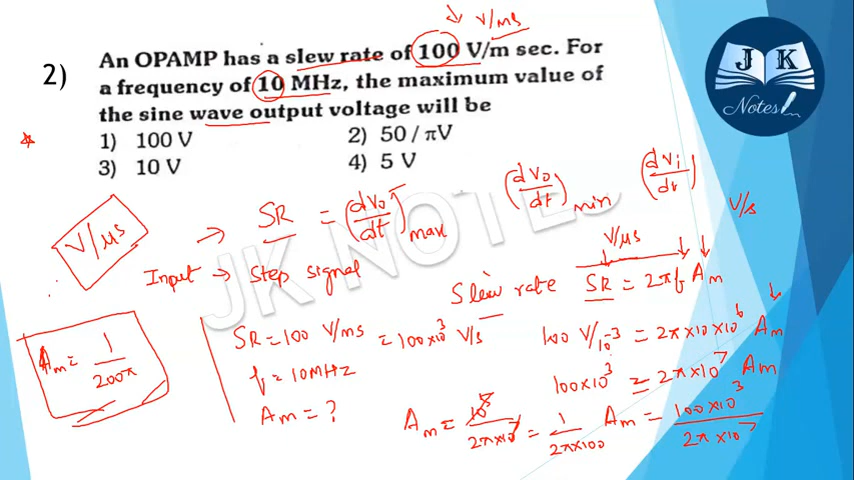 V/ms
2) An OPAMP has a slew rate of 100 V/m sec. For
a frequency of 10 MHz, the maximum value of
the sine wave output voltage will be
1) 100 V 2) 50 / πV
3) 10 V 4) 5 V
J K
Notes
JK NOTES
V/μs
→ SR = (dV₀/dt)max
(dV₀/dt)min
(dVi/dt)
V/s
Input → Step signal
V/μs
Slew rate SR = 2πf Am
SR = 100 V/ms = 100×10³ V/s
f = 10MHz
Am = ?
100 V/10⁻³ = 2π×10×10⁶ Am
100×10³ = 2π×10⁷ Am
Am = 100×10³/2π×10⁷
Am = 10⁵/2π×10⁷ = 1/2π×100
Am = 1/200π